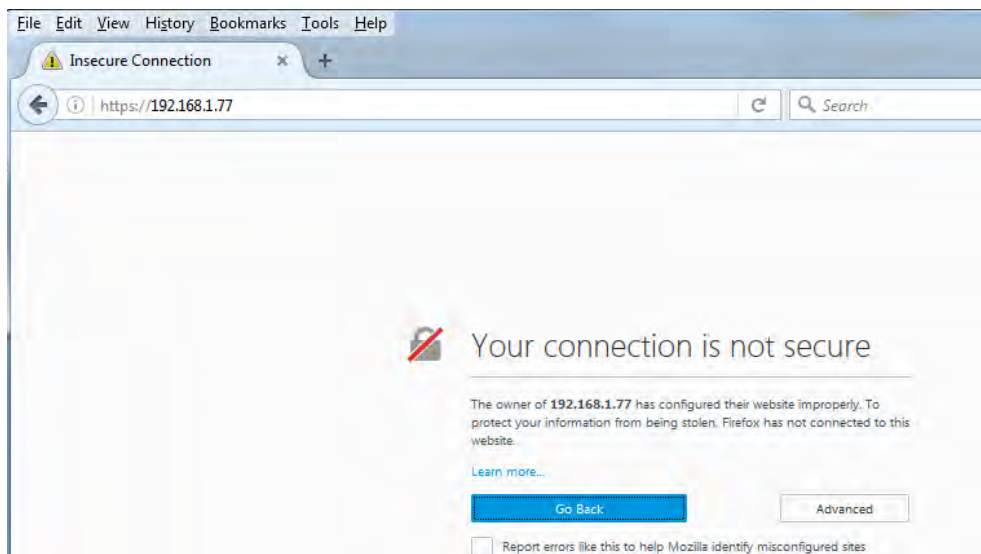 File Edit View History Bookmarks Tools Help
Insecure Connection × +
https://192.168.1.77 Search
Your connection is not secure
The owner of 192.168.1.77 has configured their website improperly. To
protect your information from being stolen, Firefox has not connected to this
website.
Learn more...
Go Back Advanced
Report errors like this to help Mozilla identify misconfigured sites